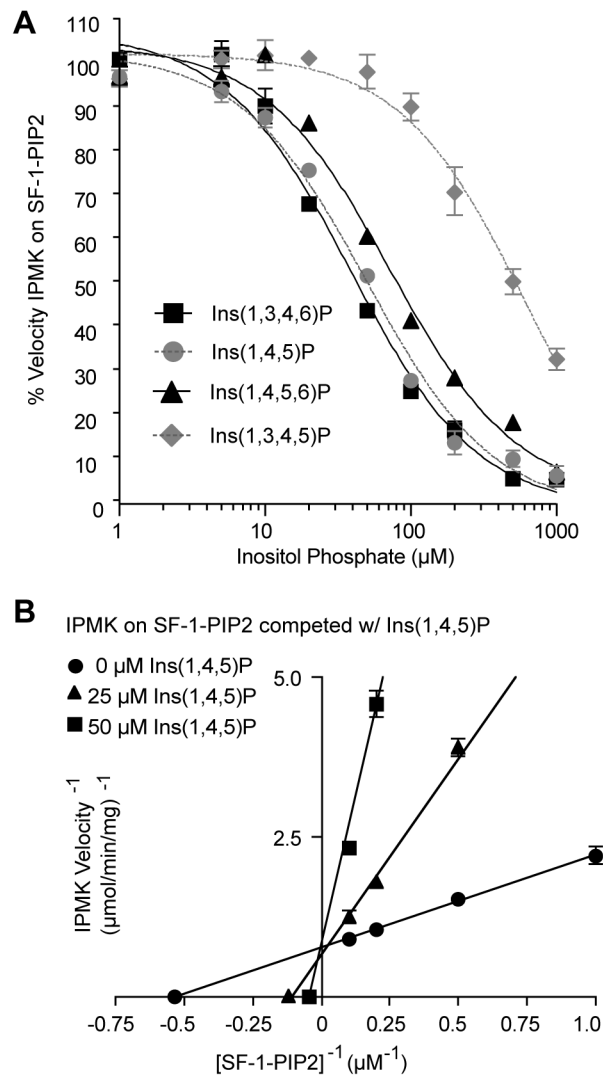 A
110
100
90
80
70
60
50
40
30
20
10
0
% Velocity IPMK on SF-1-PIP2
Ins(1,3,4,6)P
Ins(1,4,5)P
Ins(1,4,5,6)P
Ins(1,3,4,5)P
1 10 100 1000
Inositol Phosphate (µM)
B
IPMK on SF-1-PIP2 competed w/ Ins(1,4,5)P
0 µM Ins(1,4,5)P
25 µM Ins(1,4,5)P
50 µM Ins(1,4,5)P
5.0
2.5
IPMK Velocity⁻¹
(µmol/min/mg)⁻¹
-0.75 -0.5 -0.25 0 0.25 0.75 1.0
[SF-1-PIP2]⁻¹ (µM⁻¹)